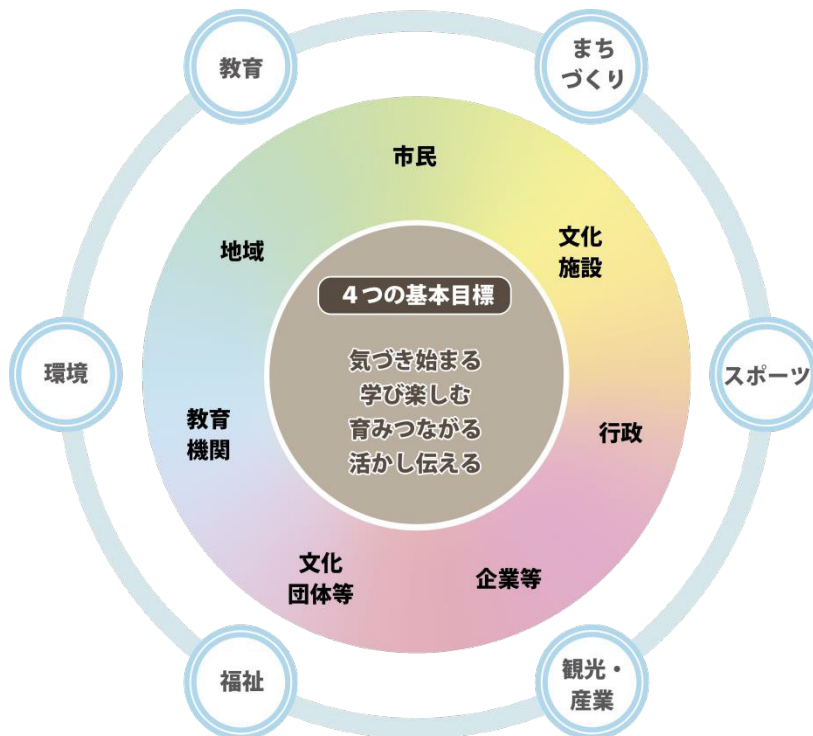 教育
まち
づくり
市民
地域
文化
施設
4つの基本目標
気づき始まる
学び楽しむ
育みつながる
活かし伝える
環境
スポーツ
教育
機関
行政
文化
団体等
企業等
福祉
観光・
産業